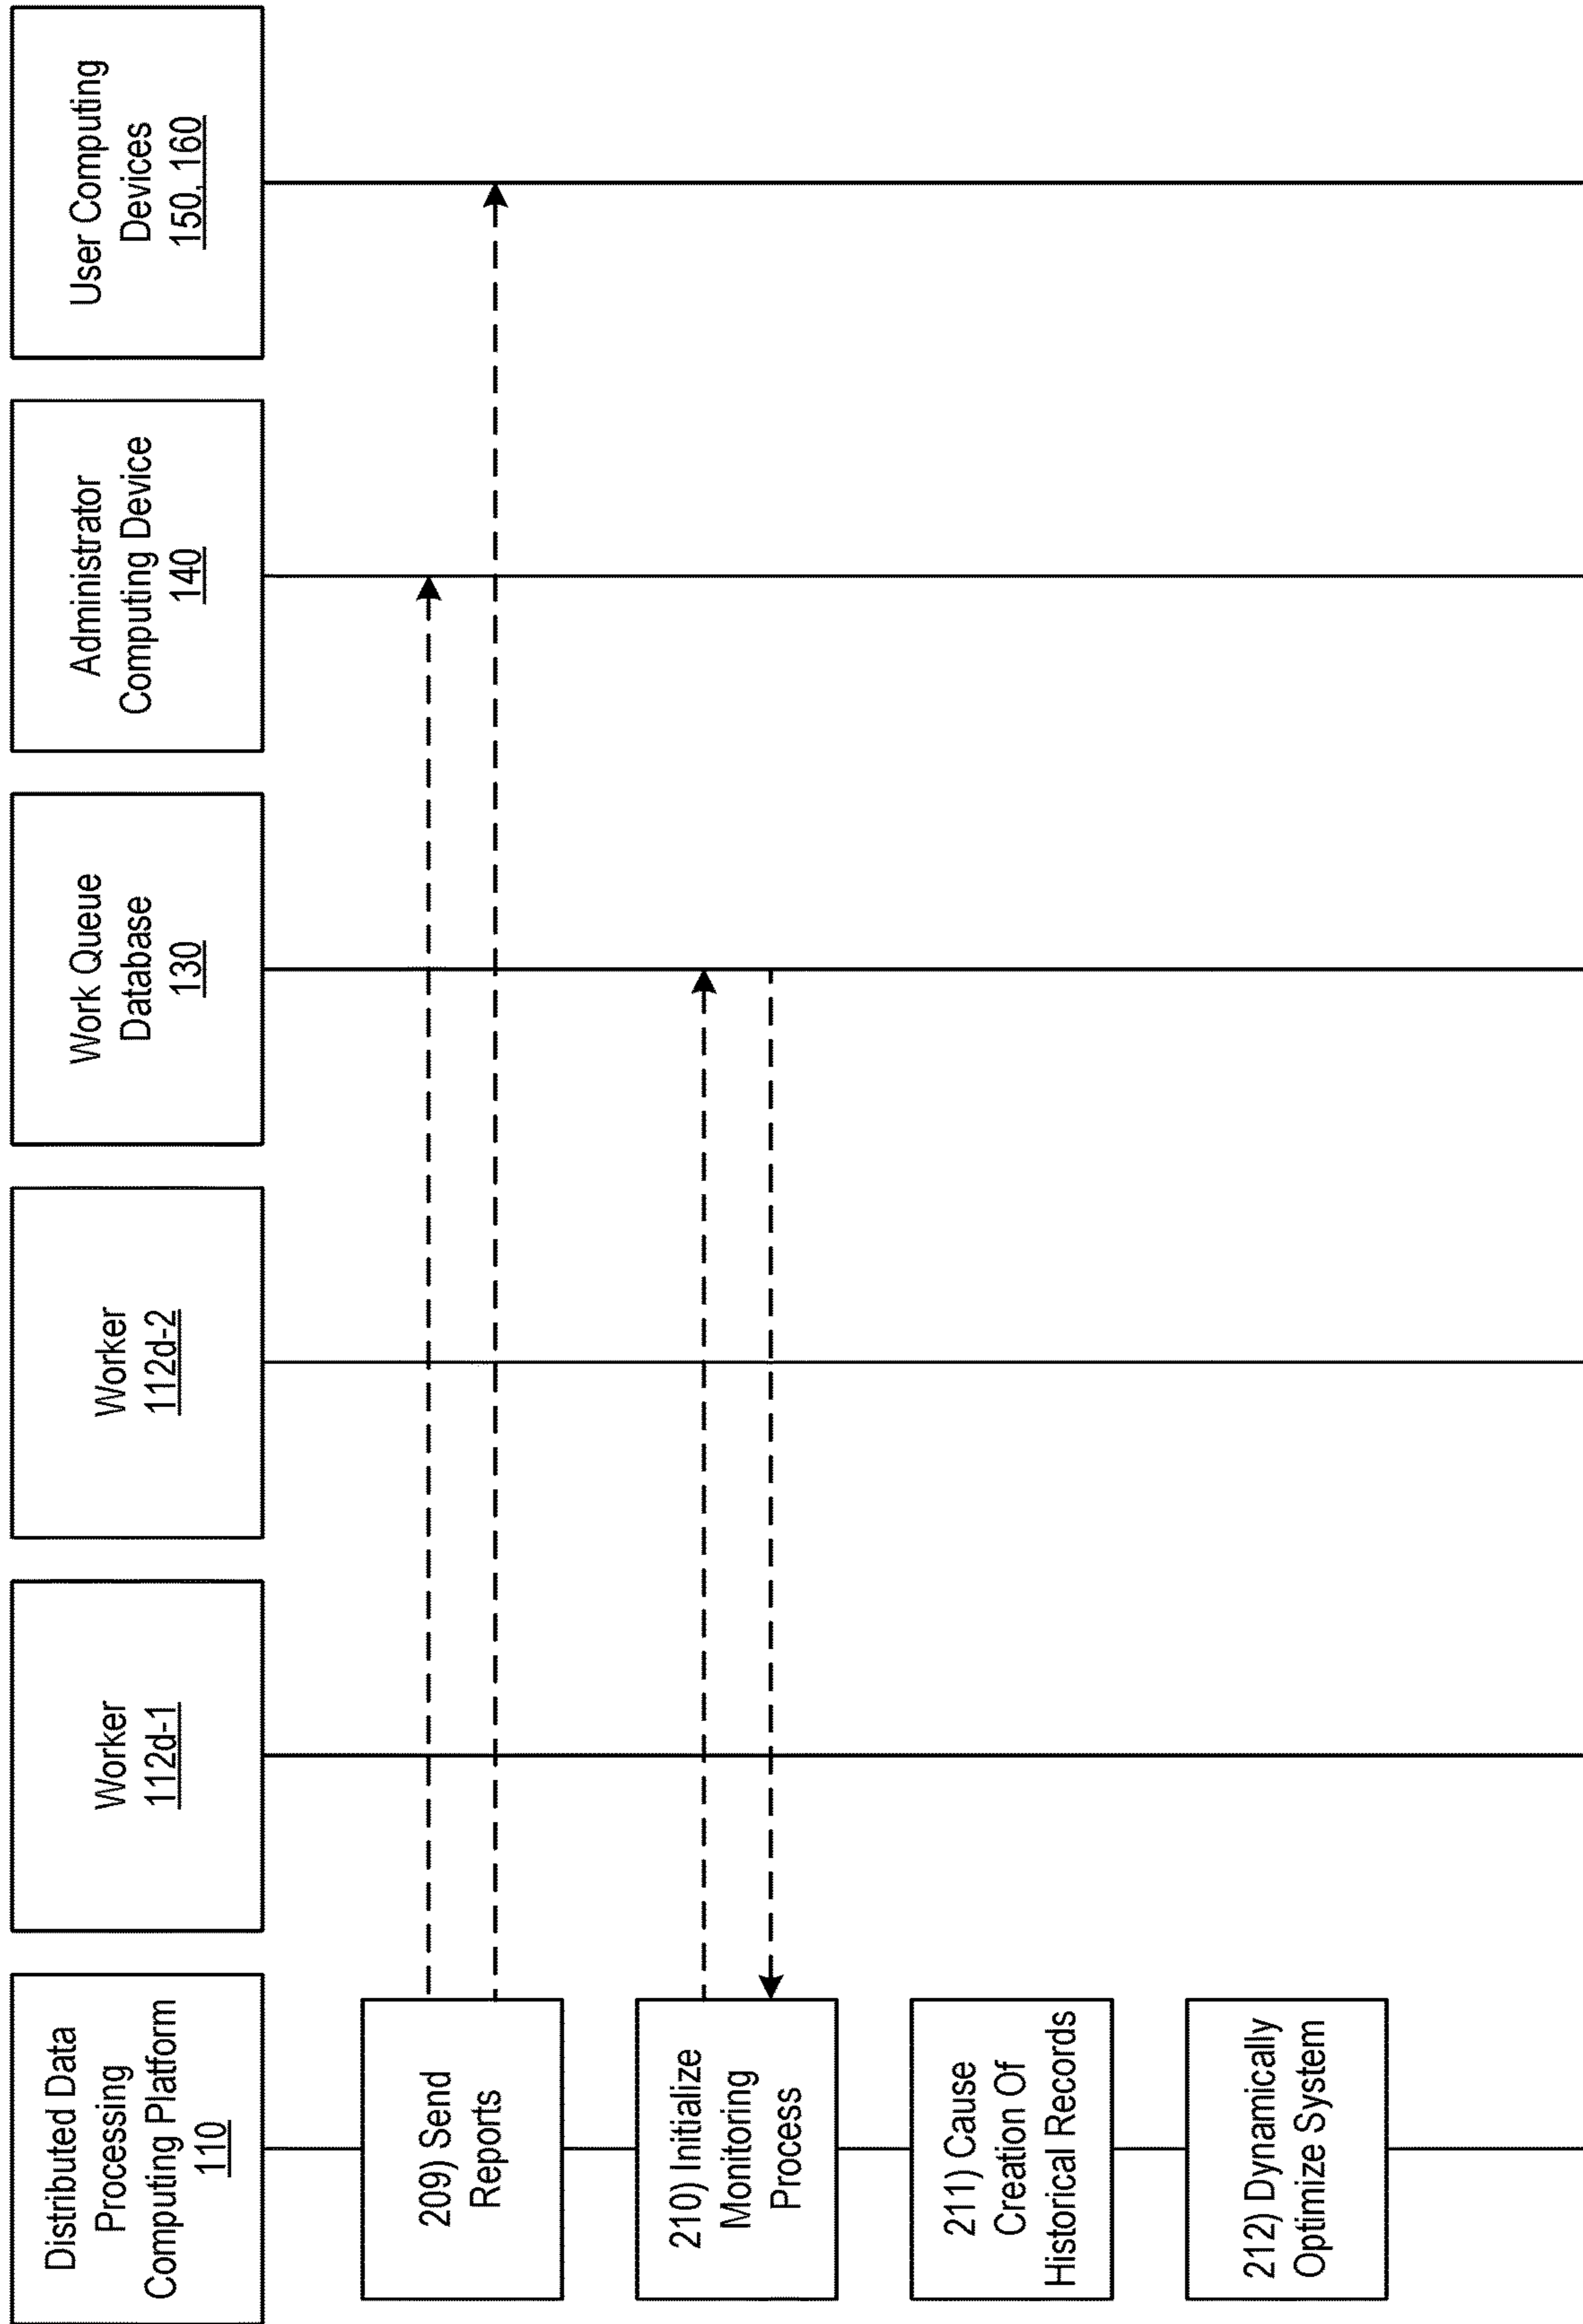 Distributed Data
Processing
Computing Platform
110
Worker
112d-1
Worker
112d-2
Work Queue
Database
130
Administrator
Computing Device
140
User Computing
Devices
150, 160
209) Send
Reports
210) Initialize
Monitoring
Process
211) Cause
Creation Of
Historical Records
212) Dynamically
Optimize System